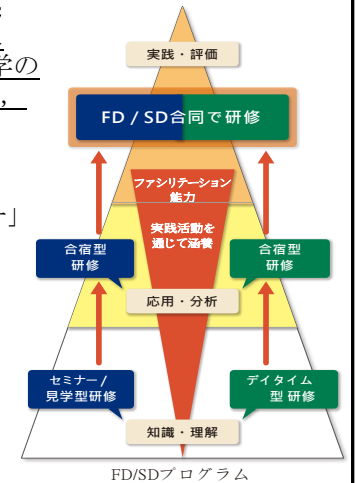 学の
,
実践・評価
FD / SD合同で研修
ファシリテーション
能力
実践活動を
通じて涵養
合宿型
研修
合宿型
研修
応用・分析
セミナー/
見学型研修
デイタイム
型 研修
知識・理解
FD/SDプログラム
」